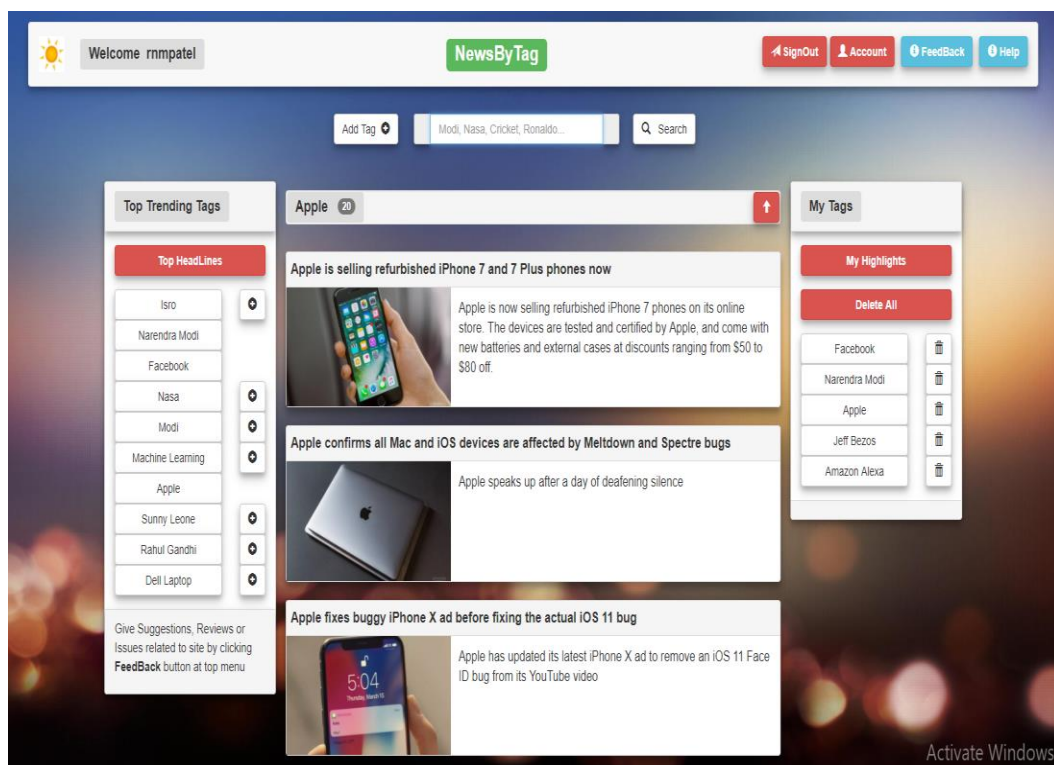 Welcome rnmpatel
NewsByTag
SignOut
Account
FeedBack
Help
Add Tag
Modi, Nasa, Cricket, Ronaldo...
Search
Top Trending Tags
Top HeadLines
Isro
Narendra Modi
Facebook
Nasa
Modi
Machine Learning
Apple
Sunny Leone
Rahul Gandhi
Dell Laptop
Give Suggestions, Reviews or
Issues related to site by clicking
FeedBack button at top menu
Apple 20
Apple is selling refurbished iPhone 7 and 7 Plus phones now
Apple is now selling refurbished iPhone 7 phones on its online
store. The devices are tested and certified by Apple, and come with
new batteries and external cases at discounts ranging from $50 to
$80 off.
Apple confirms all Mac and iOS devices are affected by Meltdown and Spectre bugs
Apple speaks up after a day of deafening silence
Apple fixes buggy iPhone X ad before fixing the actual iOS 11 bug
5:04
Apple has updated its latest iPhone X ad to remove an iOS 11 Face
ID bug from its YouTube video
My Tags
My Highlights
Delete All
Facebook
Narendra Modi
Apple
Jeff Bezos
Amazon Alexa
Activate Windows